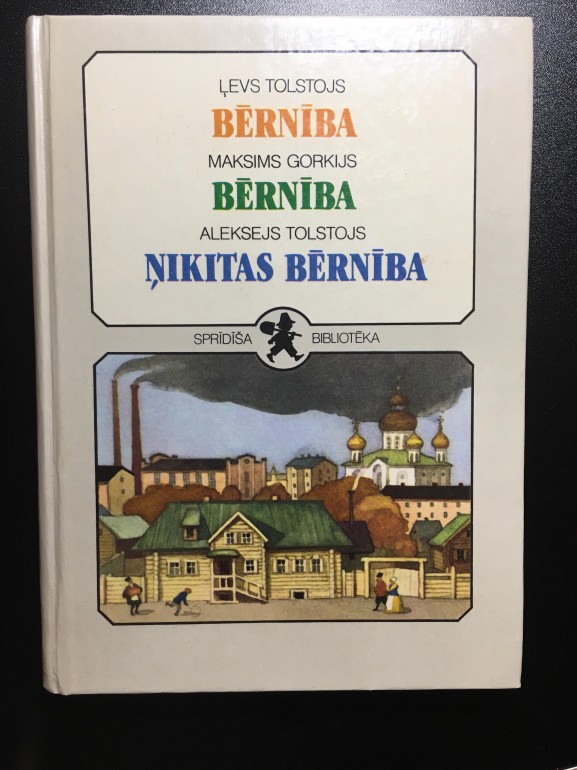 ĻEVS TOLSTOJS
BĒRNĪBA
MAKSIMS GORKIJS
BĒRNĪBA
ALEKSEJS TOLSTOJS
ŅIKITAS BĒRNĪBA
SPRĪDĪŠA BIBLIOTĒKA